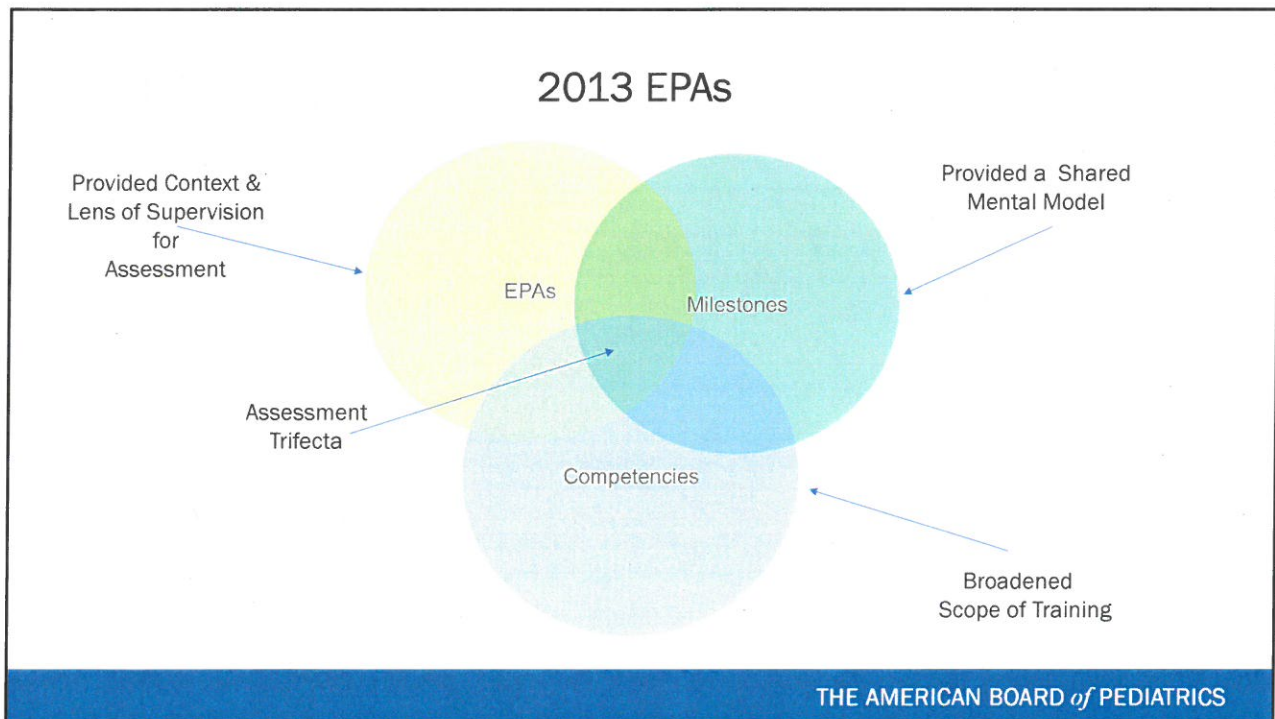 2013 EPAs
Provided Context &
Lens of Supervision
for
Assessment
Provided a Shared
Mental Model
EPAs
Milestones
Assessment
Trifecta
Competencies
Broadened
Scope of Training
THE AMERICAN BOARD of PEDIATRICS